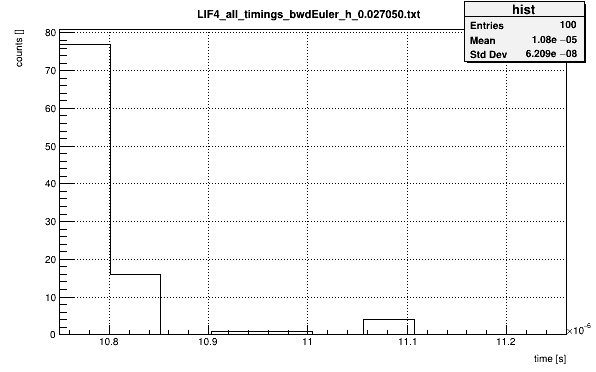 LIF4_all_timings_bwdEuler_h_0.027050.txt
hist
Entries 100
Mean 1.08e −05
Std Dev 6.209e −08
counts []
80
70
60
50
40
30
20
10
0
10.8 10.9 11 11.1 11.2
×10⁻⁶
time [s]